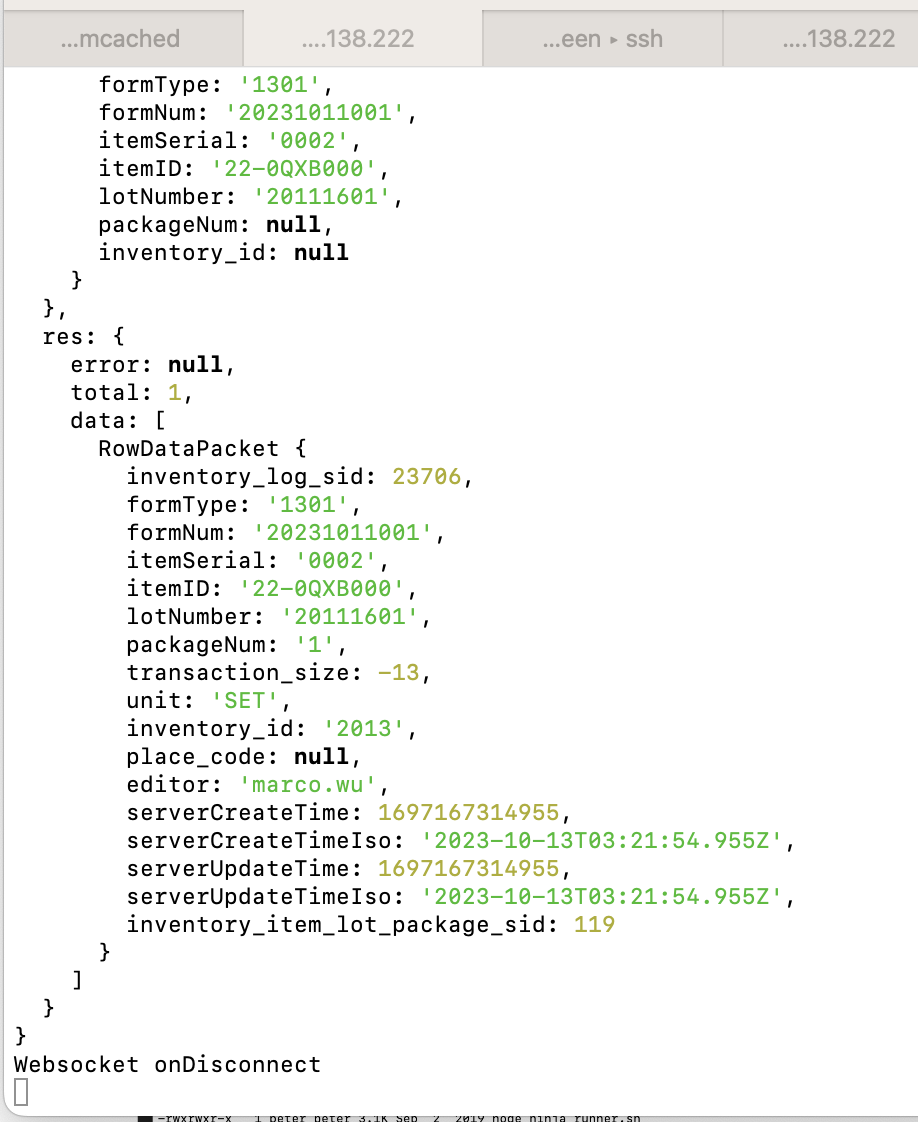 ...mcached
....138.222
...een ▸ ssh
....138.222
formType: '1301',
formNum: '20231011001',
itemSerial: '0002',
itemID: '22-0QXB000',
lotNumber: '20111601',
packageNum: null,
inventory_id: null
}
},
res: {
error: null,
total: 1,
data: [
RowDataPacket {
inventory_log_sid: 23706,
formType: '1301',
formNum: '20231011001',
itemSerial: '0002',
itemID: '22-0QXB000',
lotNumber: '20111601',
packageNum: '1',
transaction_size: -13,
unit: 'SET',
inventory_id: '2013',
place_code: null,
editor: 'marco.wu',
serverCreateTime: 1697167314955,
serverCreateTimeIso: '2023-10-13T03:21:54.955Z',
serverUpdateTime: 1697167314955,
serverUpdateTimeIso: '2023-10-13T03:21:54.955Z',
inventory_item_lot_package_sid: 119
}
]
}
}
Websocket onDisconnect
-rwxrwxr-x 1 peter peter 3.1K Sep 2 2019 node_ninja_runner.sh